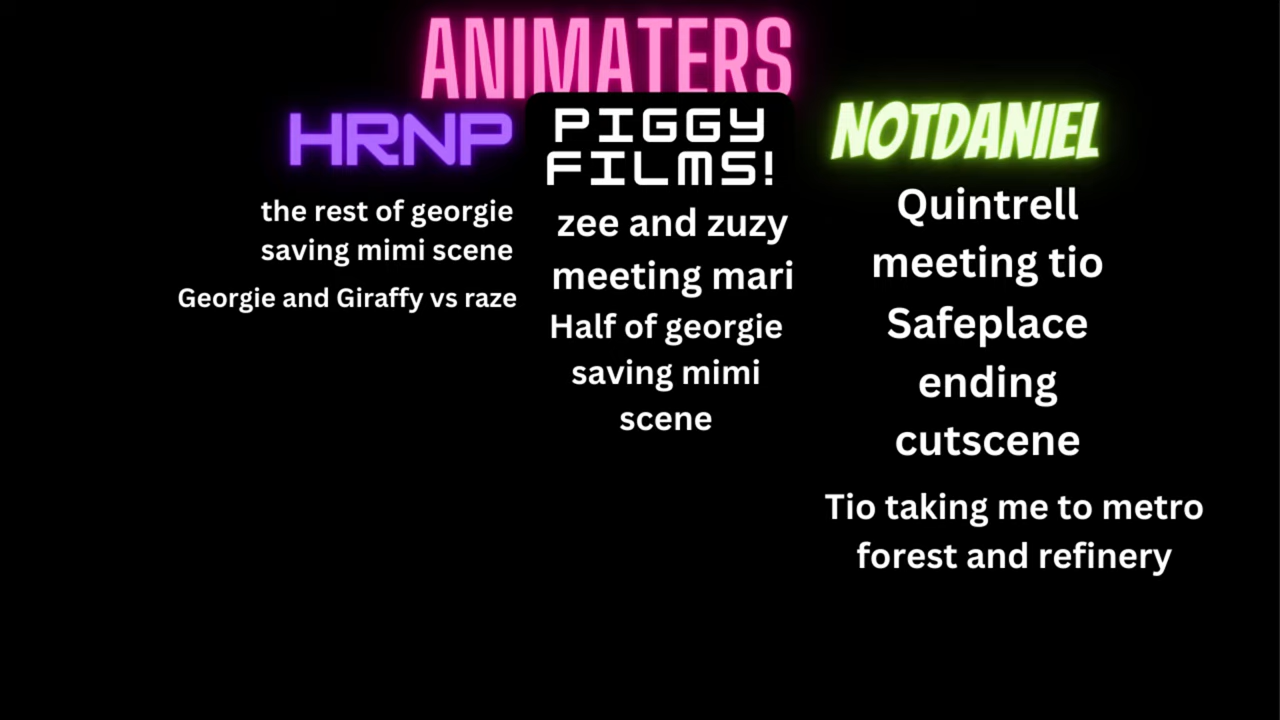 ANIMATERS
HRNP
the rest of georgie
saving mimi scene
Georgie and Giraffy vs raze
PIGGY
FILMS!
zee and zuzy
meeting mari
Half of georgie
saving mimi
scene
NOTDANIEL
Quintrell
meeting tio
Safeplace
ending
cutscene
Tio taking me to metro
forest and refinery